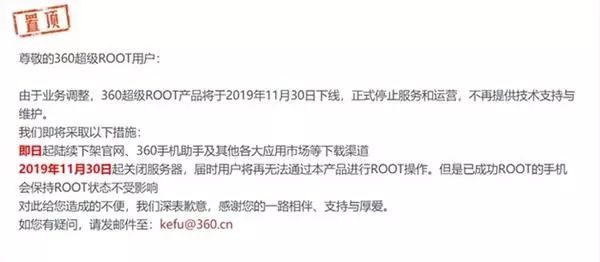 置顶
尊敬的360超级ROOT用户：
由于业务调整，360超级ROOT产品将于2019年11月30日下线，正式停止服务和运营，不再提供技术支持与
维护。
我们即将采取以下措施：
即日起陆续下架官网、360手机助手及其他各大应用市场等下载渠道
2019年11月30日起关闭服务器，届时用户将再无法通过本产品进行ROOT操作。但是已成功ROOT的手机
会保持ROOT状态不受影响
对此给您造成的不便，我们深表歉意，感谢您的一路相伴、支持与厚爱。
如您有疑问，请发邮件至：kefu@360.cn